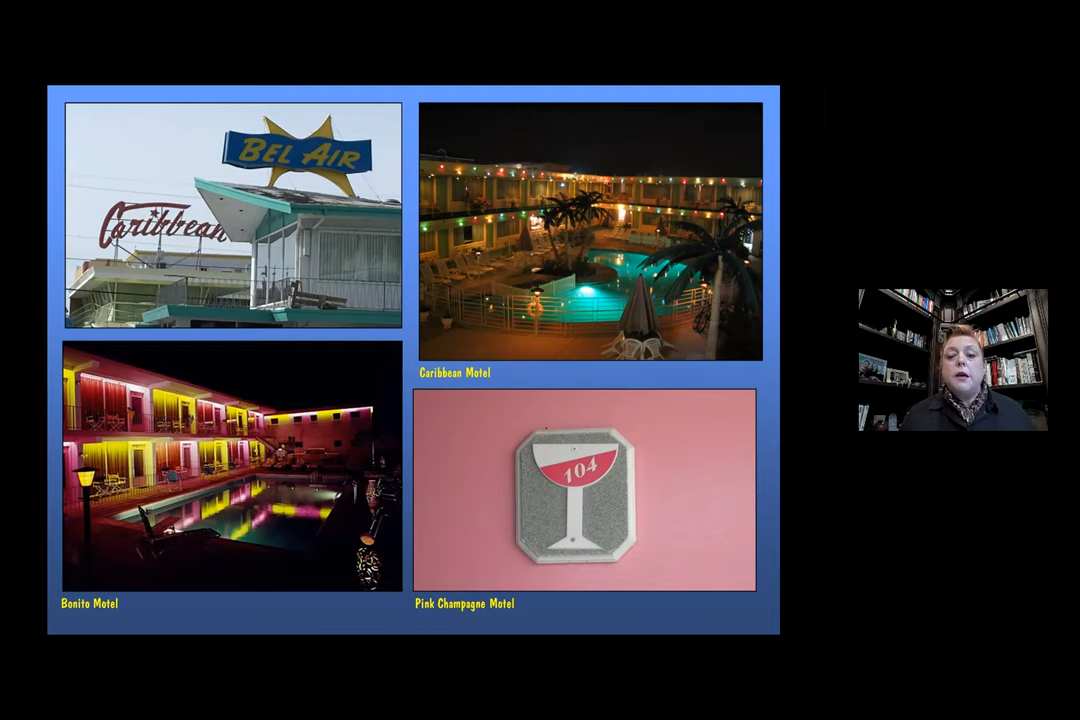 BEL AIR
Caribbean
Caribbean Motel
104
Bonito Motel
Pink Champagne Motel